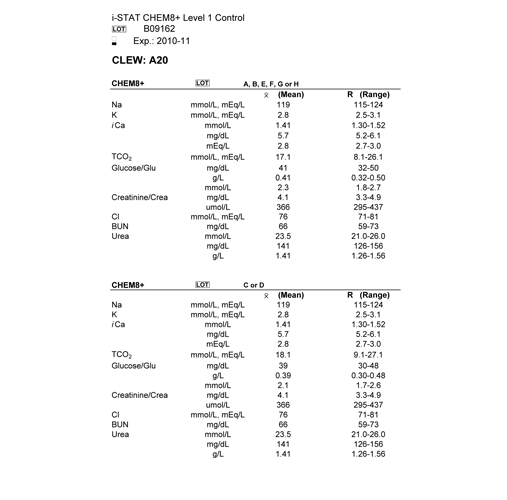 i-STAT CHEM8+ Level 1 Control
LOT B09162
Exp.: 2010-11
CLEW: A20
CHEM8+ LOT A, B, E, F, G or H
x̄ (Mean) R (Range)
Na mmol/L, mEq/L 119 115-124
K mmol/L, mEq/L 2.8 2.5-3.1
iCa mmol/L 1.41 1.30-1.52
mg/dL 5.7 5.2-6.1
mEq/L 2.8 2.7-3.0
TCO2 mmol/L, mEq/L 17.1 8.1-26.1
Glucose/Glu mg/dL 41 32-50
g/L 0.41 0.32-0.50
mmol/L 2.3 1.8-2.7
Creatinine/Crea mg/dL 4.1 3.3-4.9
umol/L 366 295-437
Cl mmol/L, mEq/L 76 71-81
BUN mg/dL 66 59-73
Urea mmol/L 23.5 21.0-26.0
mg/dL 141 126-156
g/L 1.41 1.26-1.56
CHEM8+ LOT C or D
x̄ (Mean) R (Range)
Na mmol/L, mEq/L 119 115-124
K mmol/L, mEq/L 2.8 2.5-3.1
iCa mmol/L 1.41 1.30-1.52
mg/dL 5.7 5.2-6.1
mEq/L 2.8 2.7-3.0
TCO2 mmol/L, mEq/L 18.1 9.1-27.1
Glucose/Glu mg/dL 39 30-48
g/L 0.39 0.30-0.48
mmol/L 2.1 1.7-2.6
Creatinine/Crea mg/dL 4.1 3.3-4.9
umol/L 366 295-437
Cl mmol/L, mEq/L 76 71-81
BUN mg/dL 66 59-73
Urea mmol/L 23.5 21.0-26.0
mg/dL 141 126-156
g/L 1.41 1.26-1.56